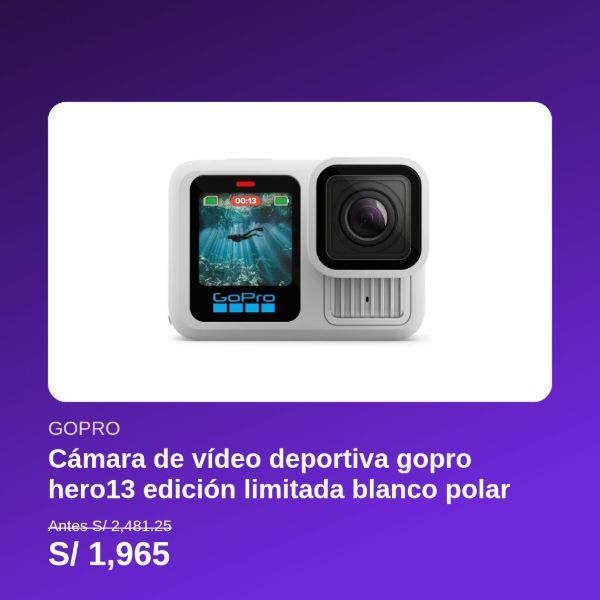 00:13
GoPro
GOPRO
Cámara de vídeo deportiva gopro
hero13 edición limitada blanco polar
Antes S/ 2,481.25
S/ 1,965